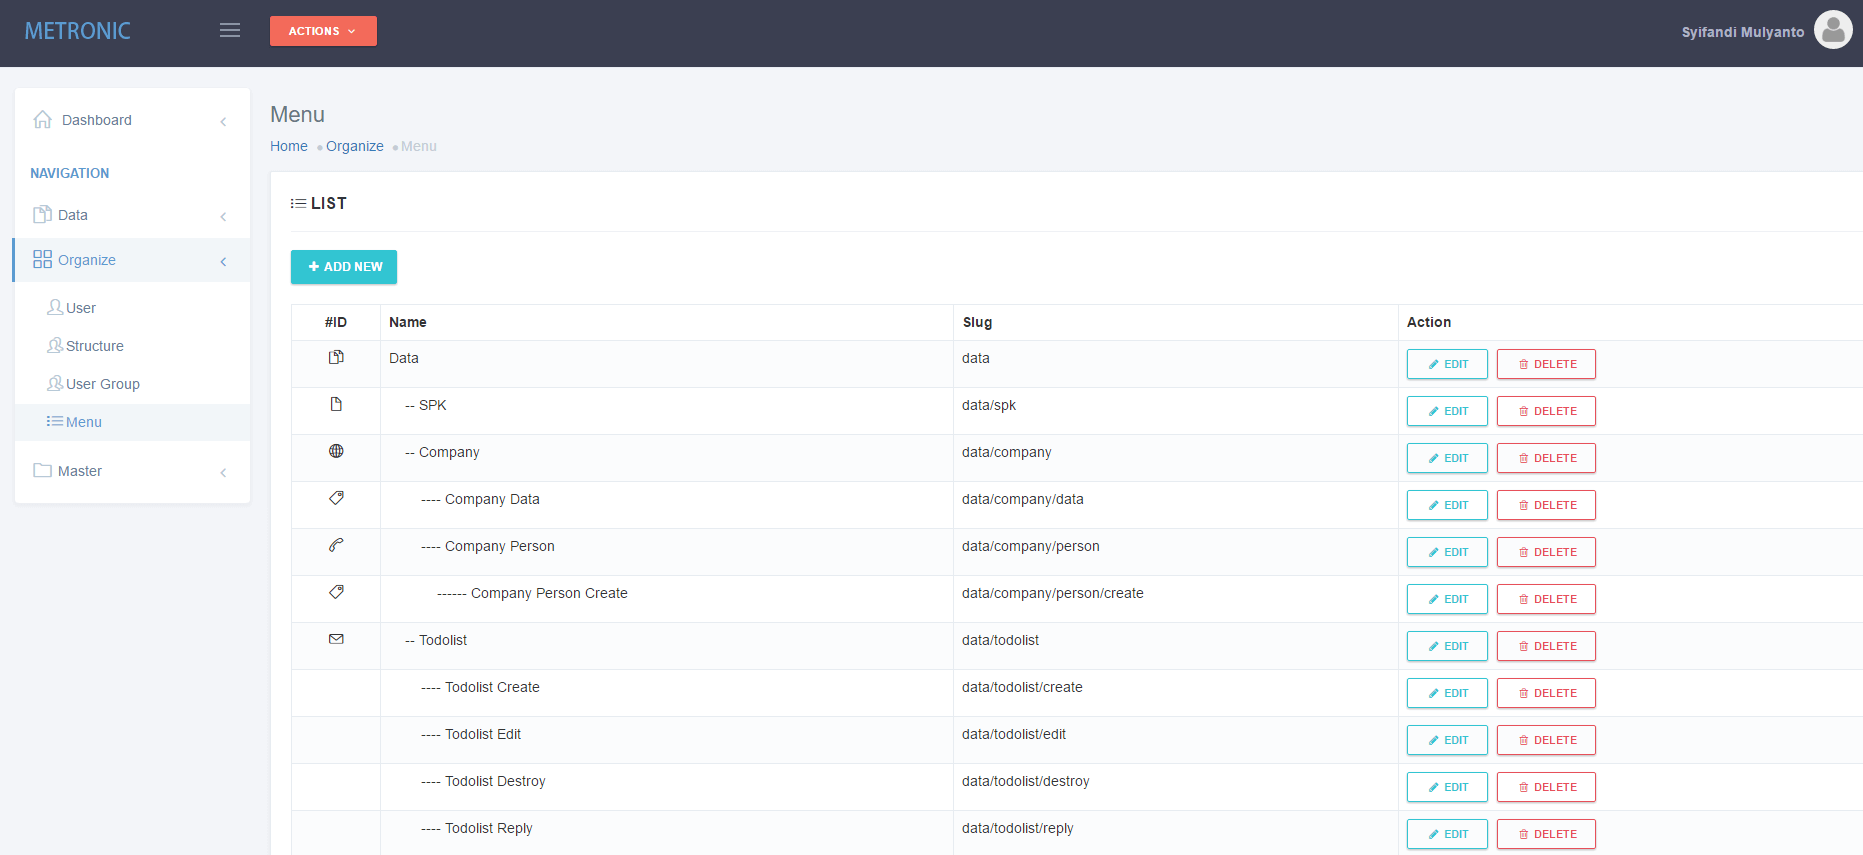 METRONIC
ACTIONS
Syifandi Mulyanto
Dashboard
NAVIGATION
Data
Organize
User
Structure
User Group
Menu
Master
Menu
Home Organize Menu
LIST
+ ADD NEW
#ID Name Slug Action
Data data EDIT DELETE
-- SPK data/spk EDIT DELETE
-- Company data/company EDIT DELETE
---- Company Data data/company/data EDIT DELETE
---- Company Person data/company/person EDIT DELETE
------ Company Person Create data/company/person/create EDIT DELETE
-- Todolist data/todolist EDIT DELETE
---- Todolist Create data/todolist/create EDIT DELETE
---- Todolist Edit data/todolist/edit EDIT DELETE
---- Todolist Destroy data/todolist/destroy EDIT DELETE
---- Todolist Reply data/todolist/reply EDIT DELETE